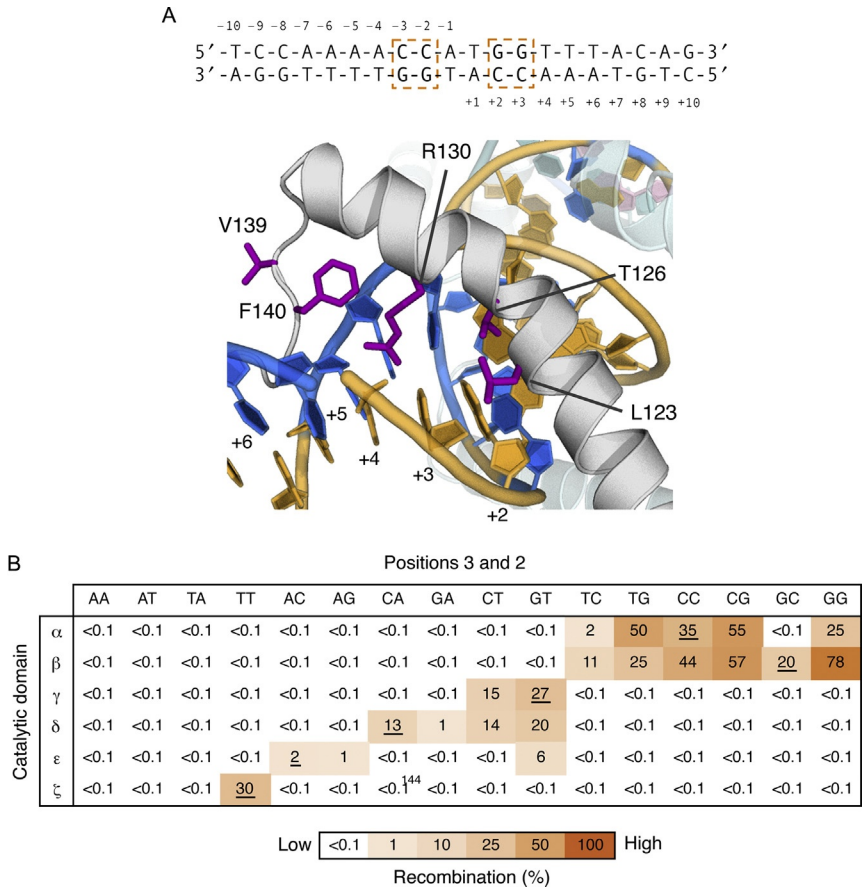 A
-10 -9 -8 -7 -6 -5 -4 -3 -2 -1
5′ -T-C-C-A-A-A-A-C-C-A-T-G-G-T-T-T-A-C-A-G-3′
3′ -A-G-G-T-T-T-T-G-G-T-A-C-C-A-A-A-T-G-T-C-5′
+1 +2 +3 +4 +5 +6 +7 +8 +9 +10
R130
V139
T126
F140
L123
+5
+6
+4
+3
+2
B
Positions 3 and 2
AA AT TA TT AC AG CA GA CT GT TC TG CC CG GC GG
Catalytic domain
α <0.1 <0.1 <0.1 <0.1 <0.1 <0.1 <0.1 <0.1 <0.1 <0.1 2 50 35 55 <0.1 25
β <0.1 <0.1 <0.1 <0.1 <0.1 <0.1 <0.1 <0.1 <0.1 <0.1 11 25 44 57 20 78
γ <0.1 <0.1 <0.1 <0.1 <0.1 <0.1 <0.1 <0.1 15 27 <0.1 <0.1 <0.1 <0.1 <0.1 <0.1
δ <0.1 <0.1 <0.1 <0.1 <0.1 <0.1 13 1 14 20 <0.1 <0.1 <0.1 <0.1 <0.1 <0.1
ε <0.1 <0.1 <0.1 <0.1 2 1 <0.1 <0.1 <0.1 6 <0.1 <0.1 <0.1 <0.1 <0.1 <0.1
ζ <0.1 <0.1 <0.1 30 <0.1 <0.1 <0.1 144 <0.1 <0.1 <0.1 <0.1 <0.1 <0.1 <0.1 <0.1 <0.1
Low <0.1 1 10 25 50 100 High
Recombination (%)